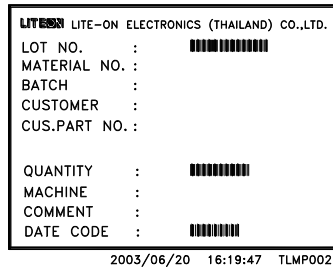 LITEON LITE-ON ELECTRONICS (THAILAND) CO.,LTD.
LOT NO. :
MATERIAL NO. :
BATCH :
CUSTOMER :
CUS.PART NO. :
QUANTITY :
MACHINE :
COMMENT :
DATE CODE :
2003/06/20 16:19:47 TLMP002